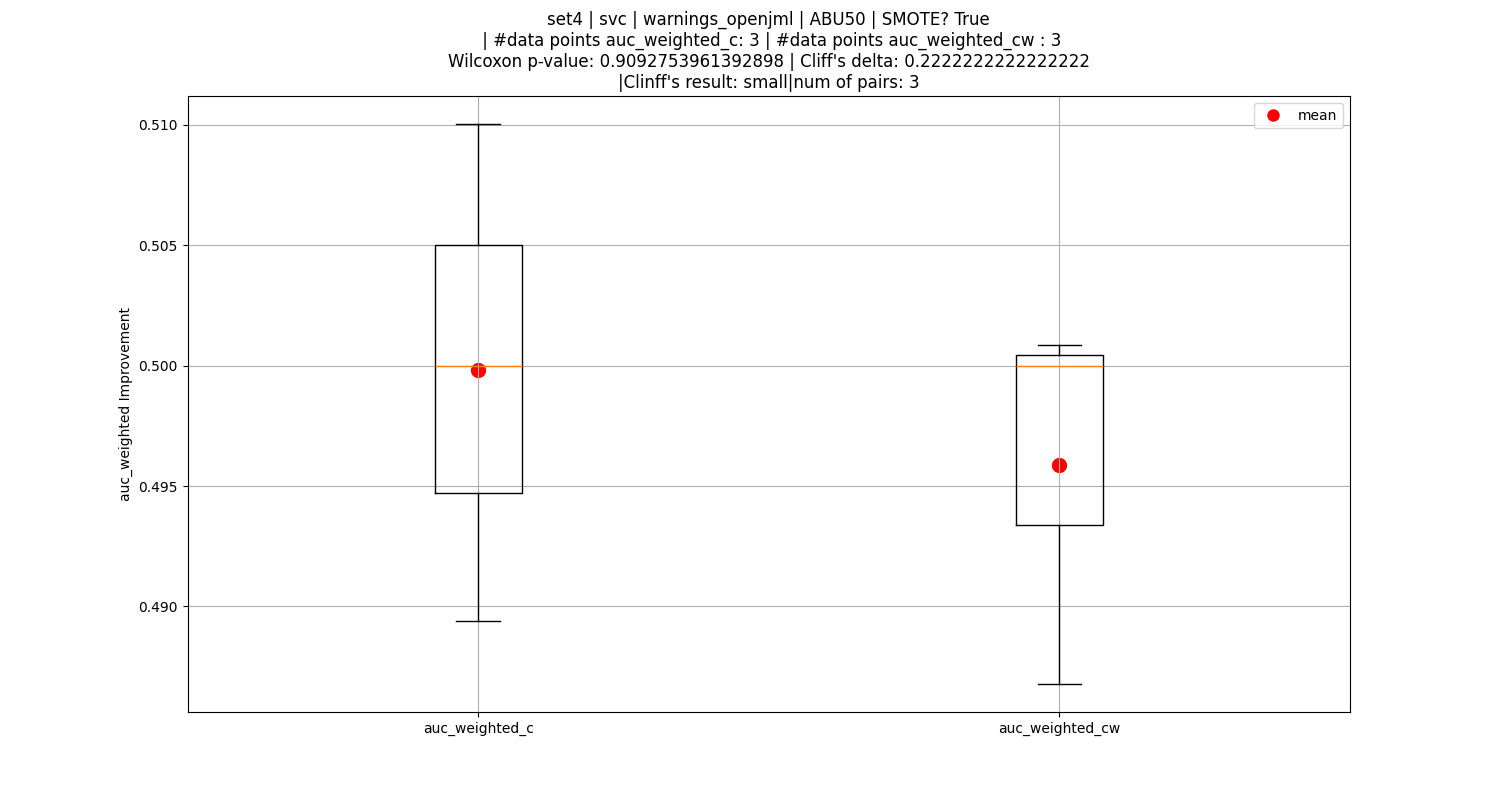 set4 | svc | warnings_openjml | ABU50 | SMOTE? True
| #data points auc_weighted_c: 3 | #data points auc_weighted_cw : 3
Wilcoxon p-value: 0.9092753961392898 | Cliff's delta: 0.2222222222222222
|Clinff's result: small|num of pairs: 3
mean
0.510
0.505
0.500
0.495
0.490
auc_weighted Improvement
auc_weighted_c
auc_weighted_cw